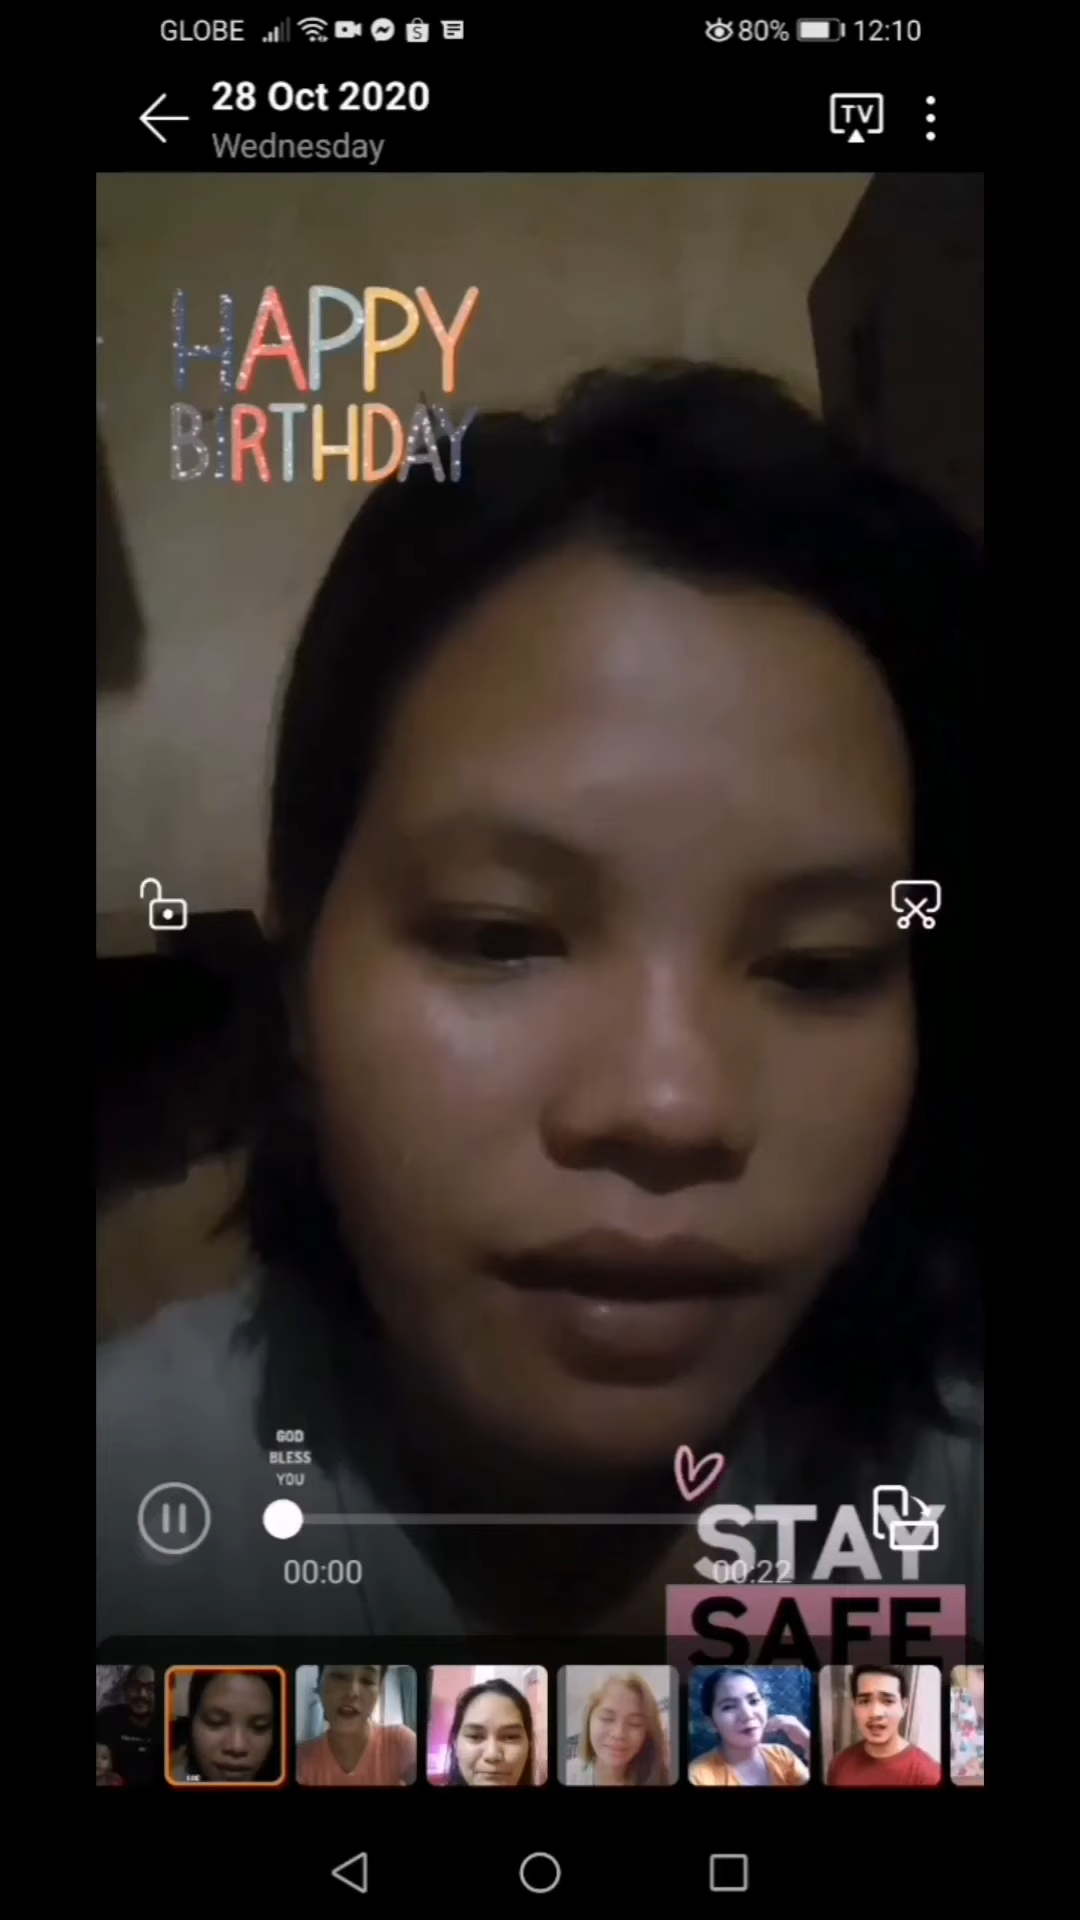 GLOBE 80% 12:10
28 Oct 2020
Wednesday
TV
HAPPY
BIRTHDAY
GOD
BLESS
YOU
00:00
00:22
STAY
SAFE